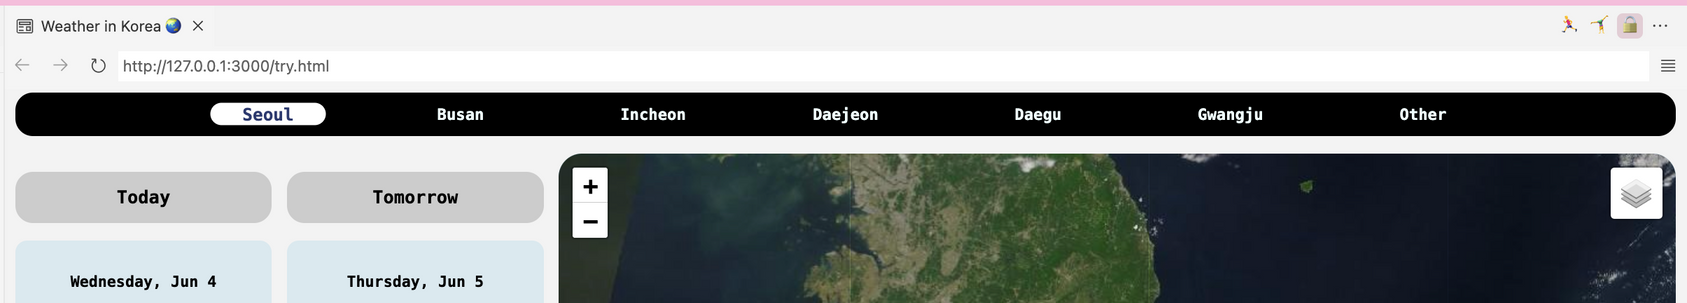 Weather in Korea 🌏
http://127.0.0.1:3000/try.html
Seoul Busan Incheon Daejeon Daegu Gwangju Other
Today Tomorrow
+
−
Wednesday, Jun 4 Thursday, Jun 5